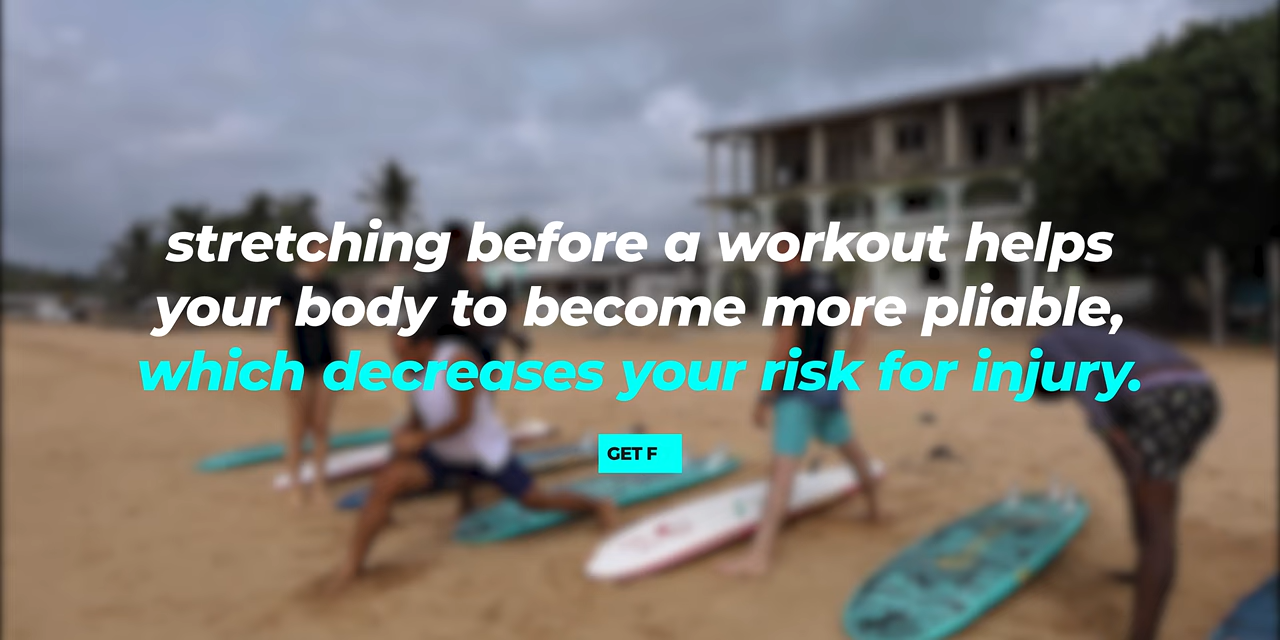 stretching before a workout helps
your body to become more pliable,
which decreases your risk for injury.
GET F